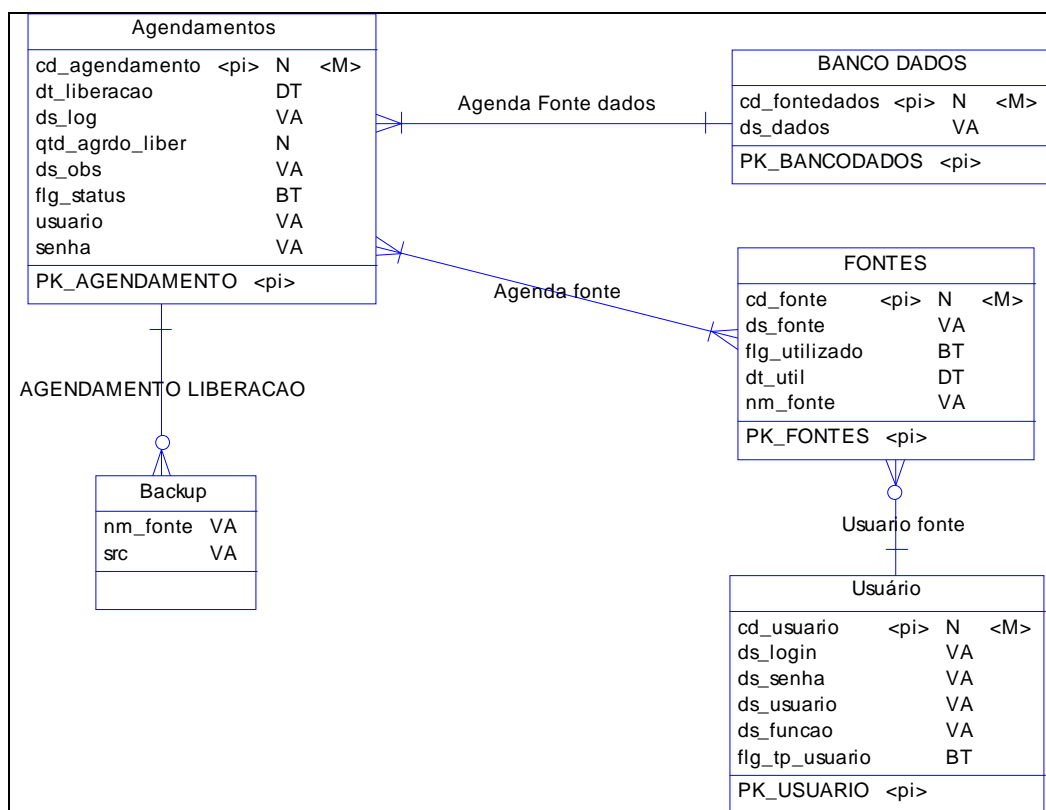 Agendamentos
cd_agendamento <pi> N <M>
dt_liberacao DT
ds_log VA
qtd_agrdo_liber N
ds_obs VA
flg_status BT
usuario VA
senha VA
PK_AGENDAMENTO <pi>
Agenda Fonte dados
BANCO DADOS
cd_fontedados <pi> N <M>
ds_dados VA
PK_BANCODADOS <pi>
Agenda fonte
FONTES
cd_fonte <pi> N <M>
ds_fonte VA
flg_utilizado BT
dt_util DT
nm_fonte VA
PK_FONTES <pi>
AGENDAMENTO LIBERACAO
Backup
nm_fonte VA
src VA
Usuario fonte
Usuário
cd_usuario <pi> N <M>
ds_login VA
ds_senha VA
ds_usuario VA
ds_funcao VA
flg_tp_usuario BT
PK_USUARIO <pi>